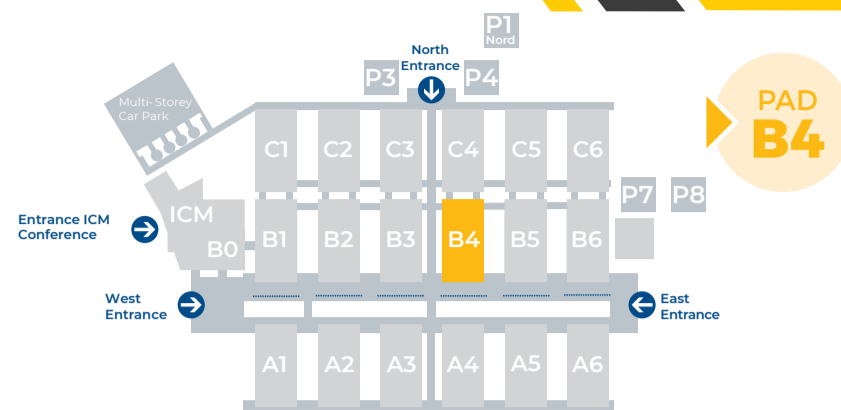 P1
Nord
North
Entrance
P3
P4
PAD
B4
Multi-Storey
Car Park
C1
C2
C3
C4
C5
C6
P7
P8
ICM
Entrance ICM
Conference
B0
B1
B2
B3
B4
B5
B6
West
Entrance
East
Entrance
A1
A2
A3
A4
A5
A6